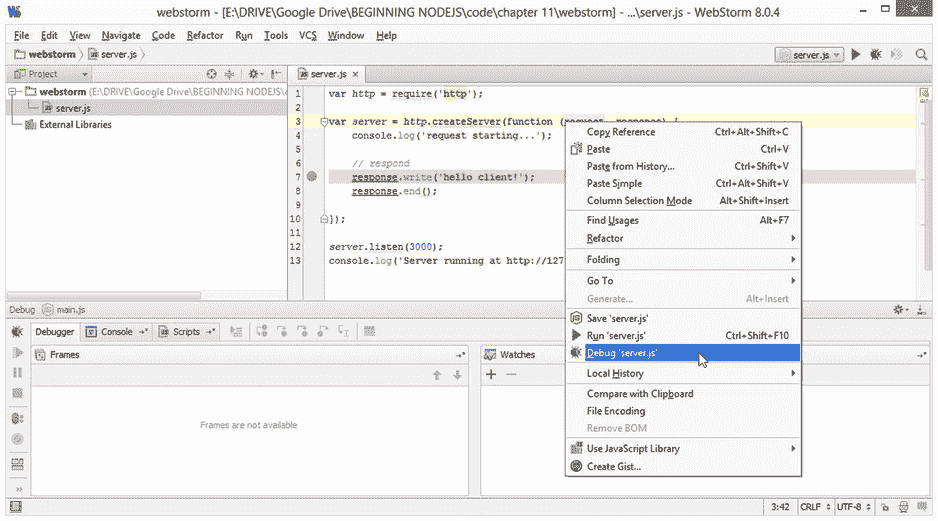 webstorm - [E:\DRIVE\Google Drive\BEGINNING NODEJS\code\chapter 11\webstorm] - ...\server.js - WebStorm 8.0.4
File Edit View Navigate Code Refactor Run Tools VCS Window Help
webstorm server.js
server.js
Project
server.js
webstorm (E:\DRIVE\Google Drive\BEGINNING NODEJS\
server.js
External Libraries
1 var http = require('http');
2
3 var server = http.createServer(function (request, response) {
4 console.log('request starting...');
5
6 // respond
7 response.write('hello client!');
8 response.end();
9
10 });
11
12 server.listen(3000);
13 console.log('Server running at http://127
Copy Reference Ctrl+Alt+Shift+C
Paste Ctrl+V
Paste from History... Ctrl+Shift+V
Paste Simple Ctrl+Alt+Shift+V
Column Selection Mode Alt+Shift+Insert
Find Usages Alt+F7
Refactor
Folding
Go To
Generate... Alt+Insert
Save 'server.js'
Run 'server.js' Ctrl+Shift+F10
Debug 'server.js'
Local History
Compare with Clipboard
File Encoding
Remove BOM
Use JavaScript Library
Create Gist...
Debug main.js
Debugger Console Scripts
Frames
Frames are not available
Watches
3:42 CRLF UTF-8